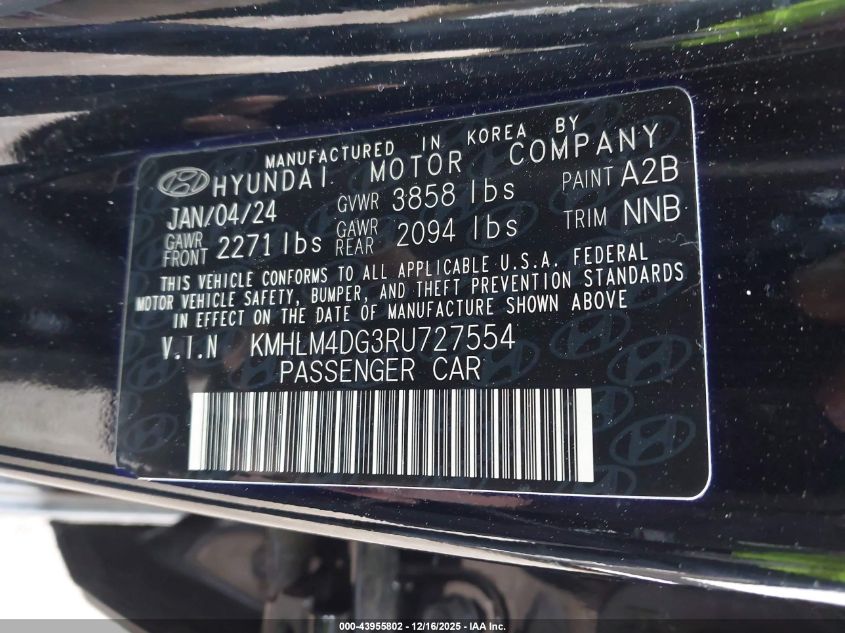 MANUFACTURED IN KOREA BY
HYUNDAI MOTOR COMPANY
JAN/04/24 GVWR 3858 lbs PAINT A2B
GAWR FRONT 2271 lbs GAWR REAR 2094 lbs TRIM NNB
THIS VEHICLE CONFORMS TO ALL APPLICABLE U.S.A. FEDERAL
MOTOR VEHICLE SAFETY, BUMPER, AND THEFT PREVENTION STANDARDS
IN EFFECT ON THE DATE OF MANUFACTURE SHOWN ABOVE
V.I.N KMHLM4DG3RU727554
PASSENGER CAR
000-43955802 - 12/16/2025 - IAA Inc.